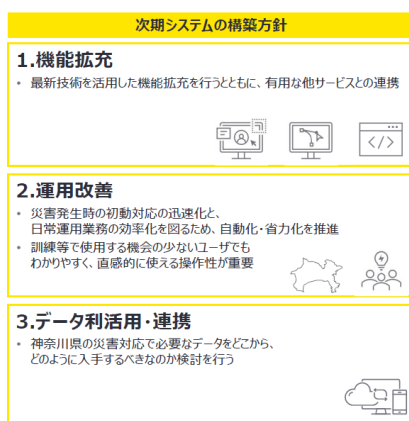 次期システムの構築方針
1.機能拡充
• 最新技術を活用した機能拡充を行うとともに、有用な他サービスとの連携
</>
2.運用改善
• 災害発生時の初動対応の迅速化と、
日常運用業務の効率化を図るため、自動化・省力化を推進
• 訓練等で使用する機会の少ないユーザでも
わかりやすく、直感的に使える操作性が重要
3.データ利活用・連携
• 神奈川県の災害対応で必要なデータをどこから、
どのように入手するべきなのか検討を行う